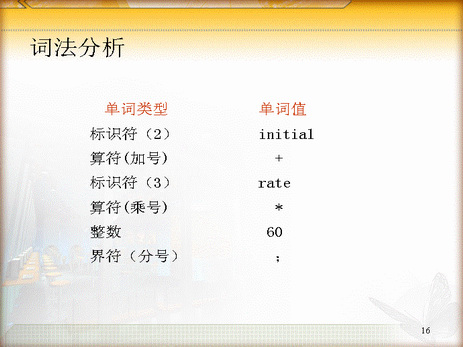 词法分析
单词类型 单词值
标识符（2） initial
算符(加号) +
标识符（3） rate
算符(乘号) *
整数 60
界符（分号） ；
16